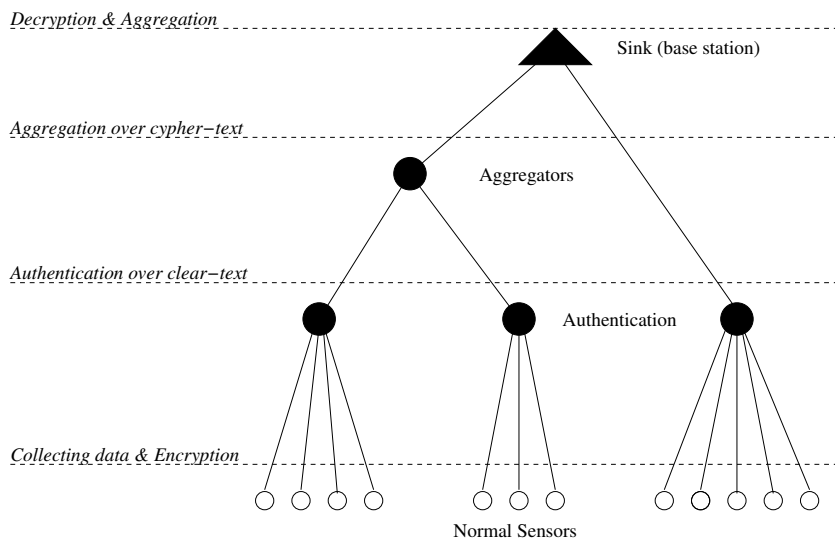 Decryption & Aggregation
Sink (base station)
Aggregation over cypher−text
Aggregators
Authentication over clear−text
Authentication
Collecting data & Encryption
Normal Sensors